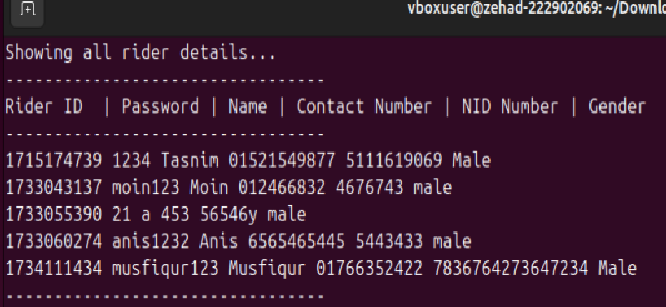 vboxuser@zehad-222902069: ~/Downlo
Showing all rider details...
---------------------------------
Rider ID | Password | Name | Contact Number | NID Number | Gender
---------------------------------
1715174739 1234 Tasnim 01521549877 5111619069 Male
1733043137 moin123 Moin 012466832 4676743 male
1733055390 21 a 453 56546y male
1733060274 anis1232 Anis 6565465445 5443433 male
1734111434 musfiqur123 Musfiqur 01766352422 7836764273647234 Male
---------------------------------